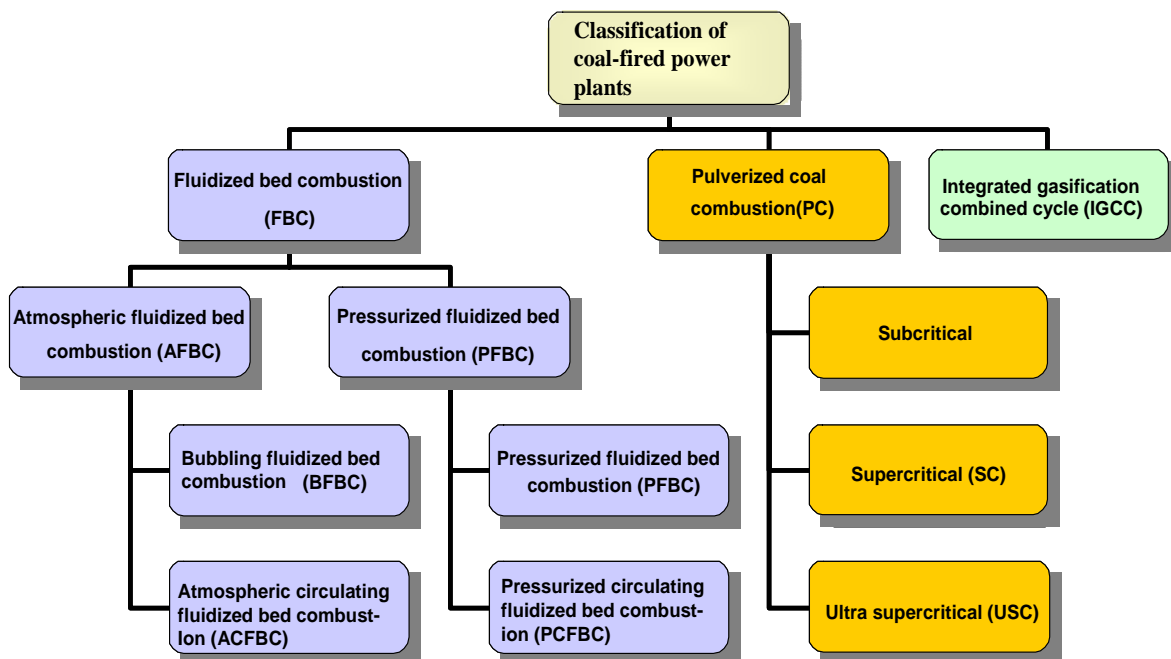 Classification of
coal-fired power
plants
Fluidized bed combustion
(FBC)
Pulverized coal
combustion(PC)
Integrated gasification
combined cycle (IGCC)
Atmospheric fluidized bed
combustion (AFBC)
Pressurized fluidized bed
combustion (PFBC)
Subcritical
Bubbling fluidized bed
combustion (BFBC)
Pressurized fluidized bed
combustion (PFBC)
Supercritical (SC)
Atmospheric circulating
fluidized bed combust-
Ion (ACFBC)
Pressurized circulating
fluidized bed combust-
ion (PCFBC)
Ultra supercritical (USC)